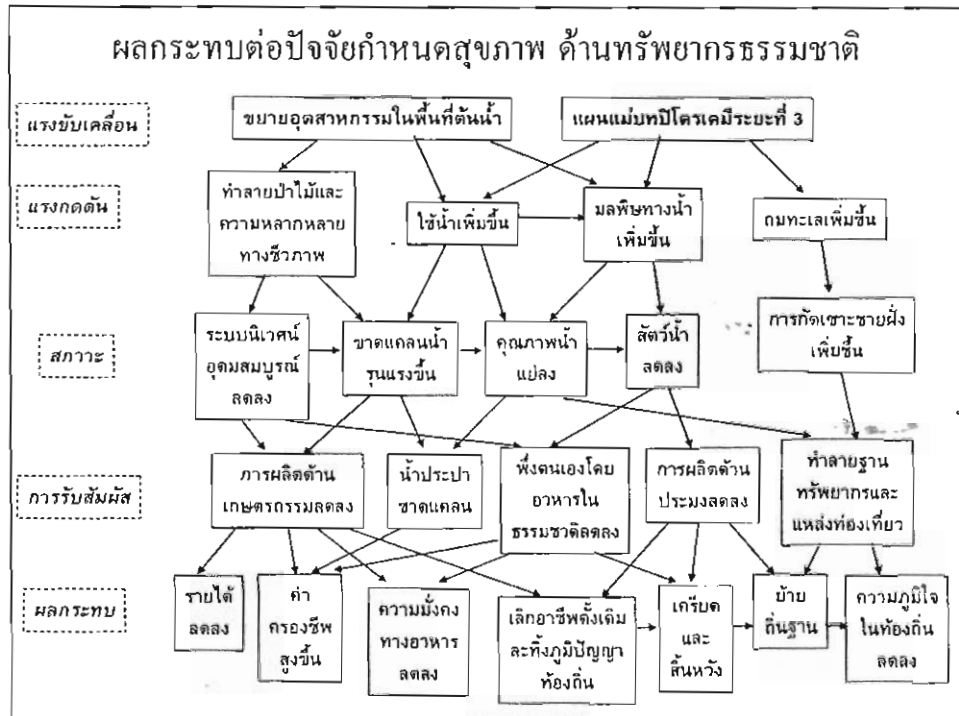 ผลกระทบต่อปัจจัยกำหนดสุขภาพ ด้านทรัพยากรธรรมชาติ
แรงขับเคลื่อน
ขยายอุตสาหกรรมในพื้นที่ต้นน้ำ
แผนแม่บทปิโตรเคมีระยะที่ 3
แรงกดดัน
ทำลายป่าไม้และ
ความหลากหลาย
ทางชีวภาพ
ใช้น้ำเพิ่มขึ้น
มลพิษทางน้ำ
เพิ่มขึ้น
ถมทะเลเพิ่มขึ้น
สภาวะ
ระบบนิเวศน์
อุดมสมบูรณ์
ลดลง
ขาดแคลนน้ำ
รุนแรงขึ้น
คุณภาพน้ำ
แย่ลง
สัตว์น้ำ
ลดลง
การกัดเซาะชายฝั่ง
เพิ่มขึ้น
การรับสัมผัส
การผลิตด้าน
เกษตรกรรมลดลง
น้ำประปา
ขาดแคลน
พึ่งตนเองโดย
อาหารใน
ธรรมชาติลดลง
การผลิตด้าน
ประมงลดลง
ทำลายฐาน
ทรัพยากรและ
แหล่งท่องเที่ยว
ผลกระทบ
รายได้
ลดลง
ค่า
ครองชีพ
สูงขึ้น
ความมั่งคง
ทางอาหาร
ลดลง
เลิกอาชีพดั้งเดิม
ละทิ้งภูมิปัญญา
ท้องถิ่น
เครียด
และ
สิ้นหวัง
ย้าย
ถิ่นฐาน
ความภูมิใจ
ในท้องถิ่น
ลดลง